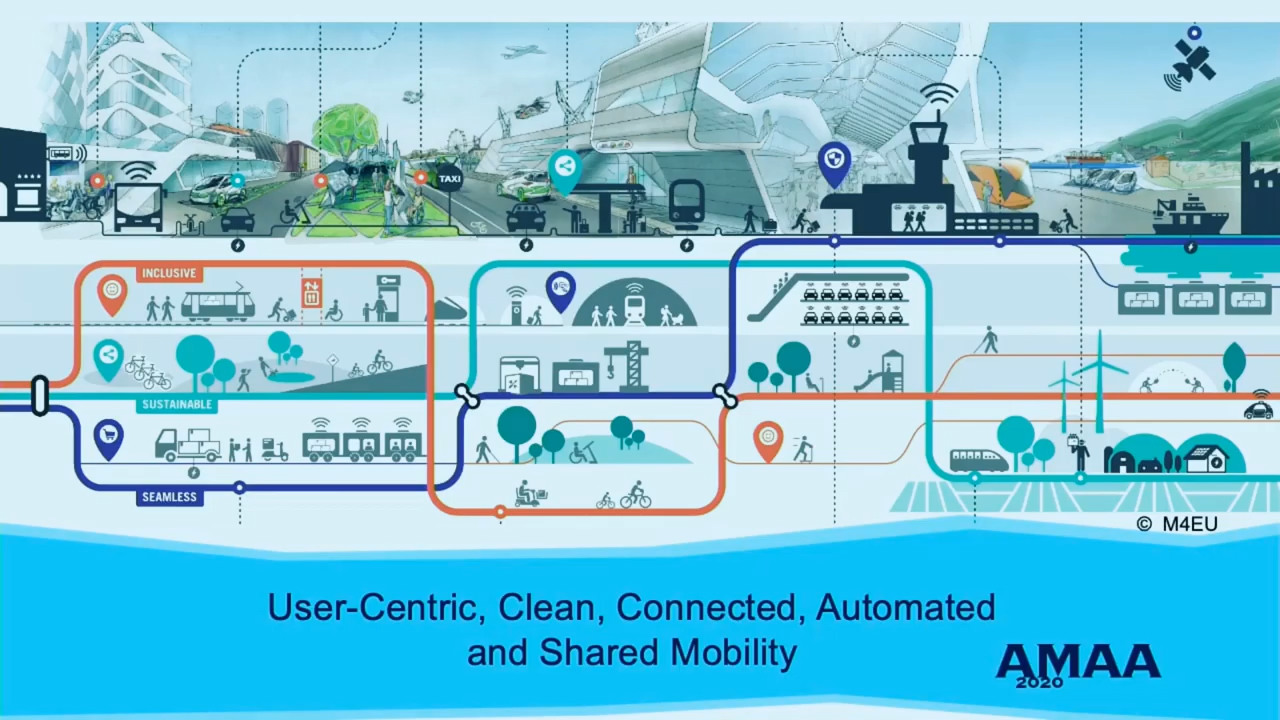 TAXI
INCLUSIVE
SUSTAINABLE
SEAMLESS
© M4EU
User-Centric, Clean, Connected, Automated
and Shared Mobility
AMAA
2020